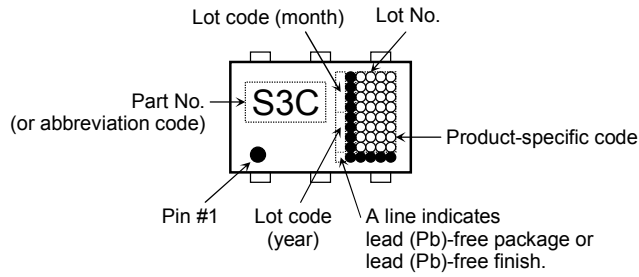 Lot code (month)
Lot No.
Part No.
(or abbreviation code)
S3C
Product-specific code
Pin #1
Lot code
(year)
A line indicates
lead (Pb)-free package or
lead (Pb)-free finish.